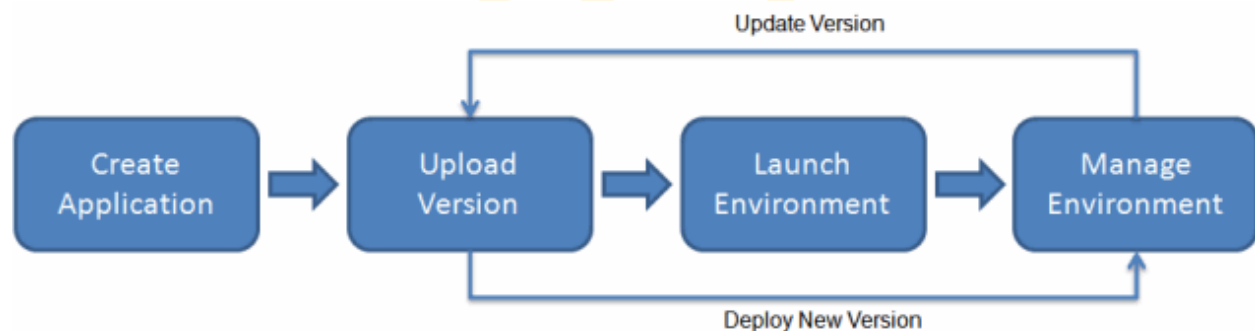 Update Version
Create
Application
Upload
Version
Launch
Environment
Manage
Environment
Deploy New Version